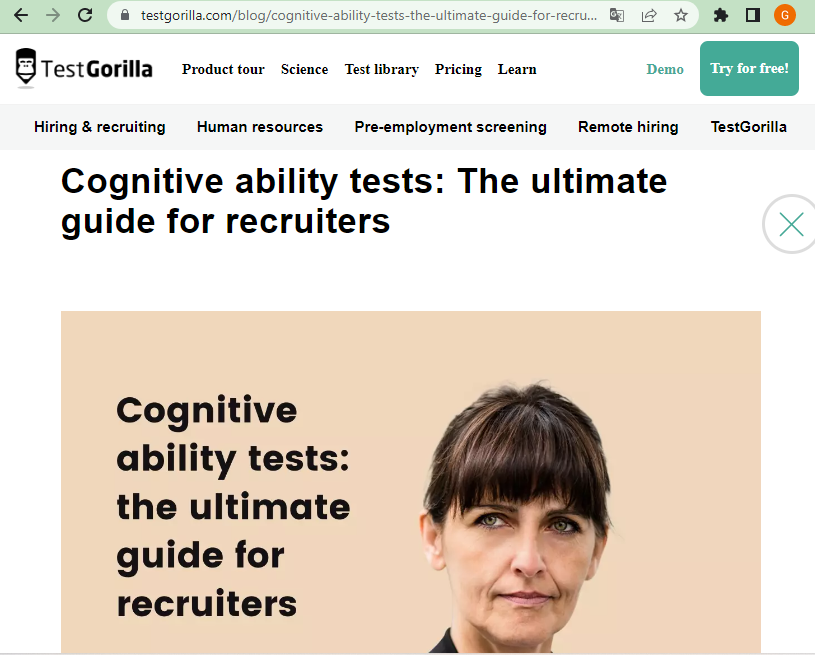 testgorilla.com/blog/cognitive-ability-tests-the-ultimate-guide-for-recru...
G
TestGorilla
Product tour
Science
Test library
Pricing
Learn
Demo
Try for free!
Hiring & recruiting
Human resources
Pre-employment screening
Remote hiring
TestGorilla
Cognitive ability tests: The ultimate
guide for recruiters
Cognitive
ability tests:
the ultimate
guide for
recruiters